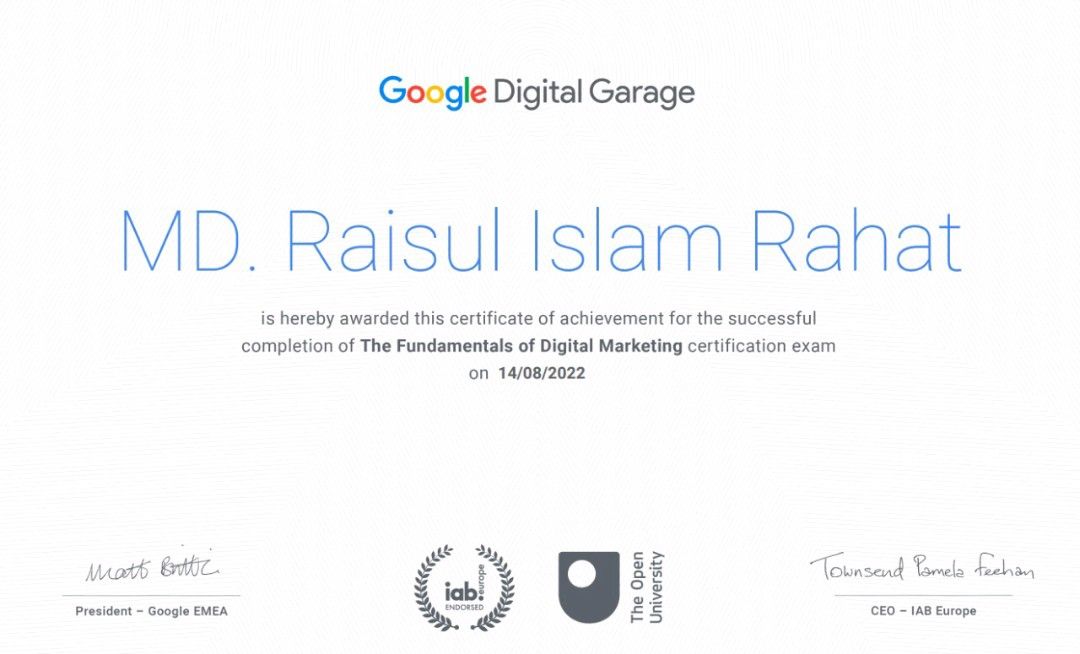 Google Digital Garage
MD. Raisul Islam Rahat
is hereby awarded this certificate of achievement for the successful
completion of The Fundamentals of Digital Marketing certification exam
on 14/08/2022
Matt Brittin
President – Google EMEA
iab.europe
ENDORSED
The Open
University
Townsend Pamela Feehan
CEO – IAB Europe